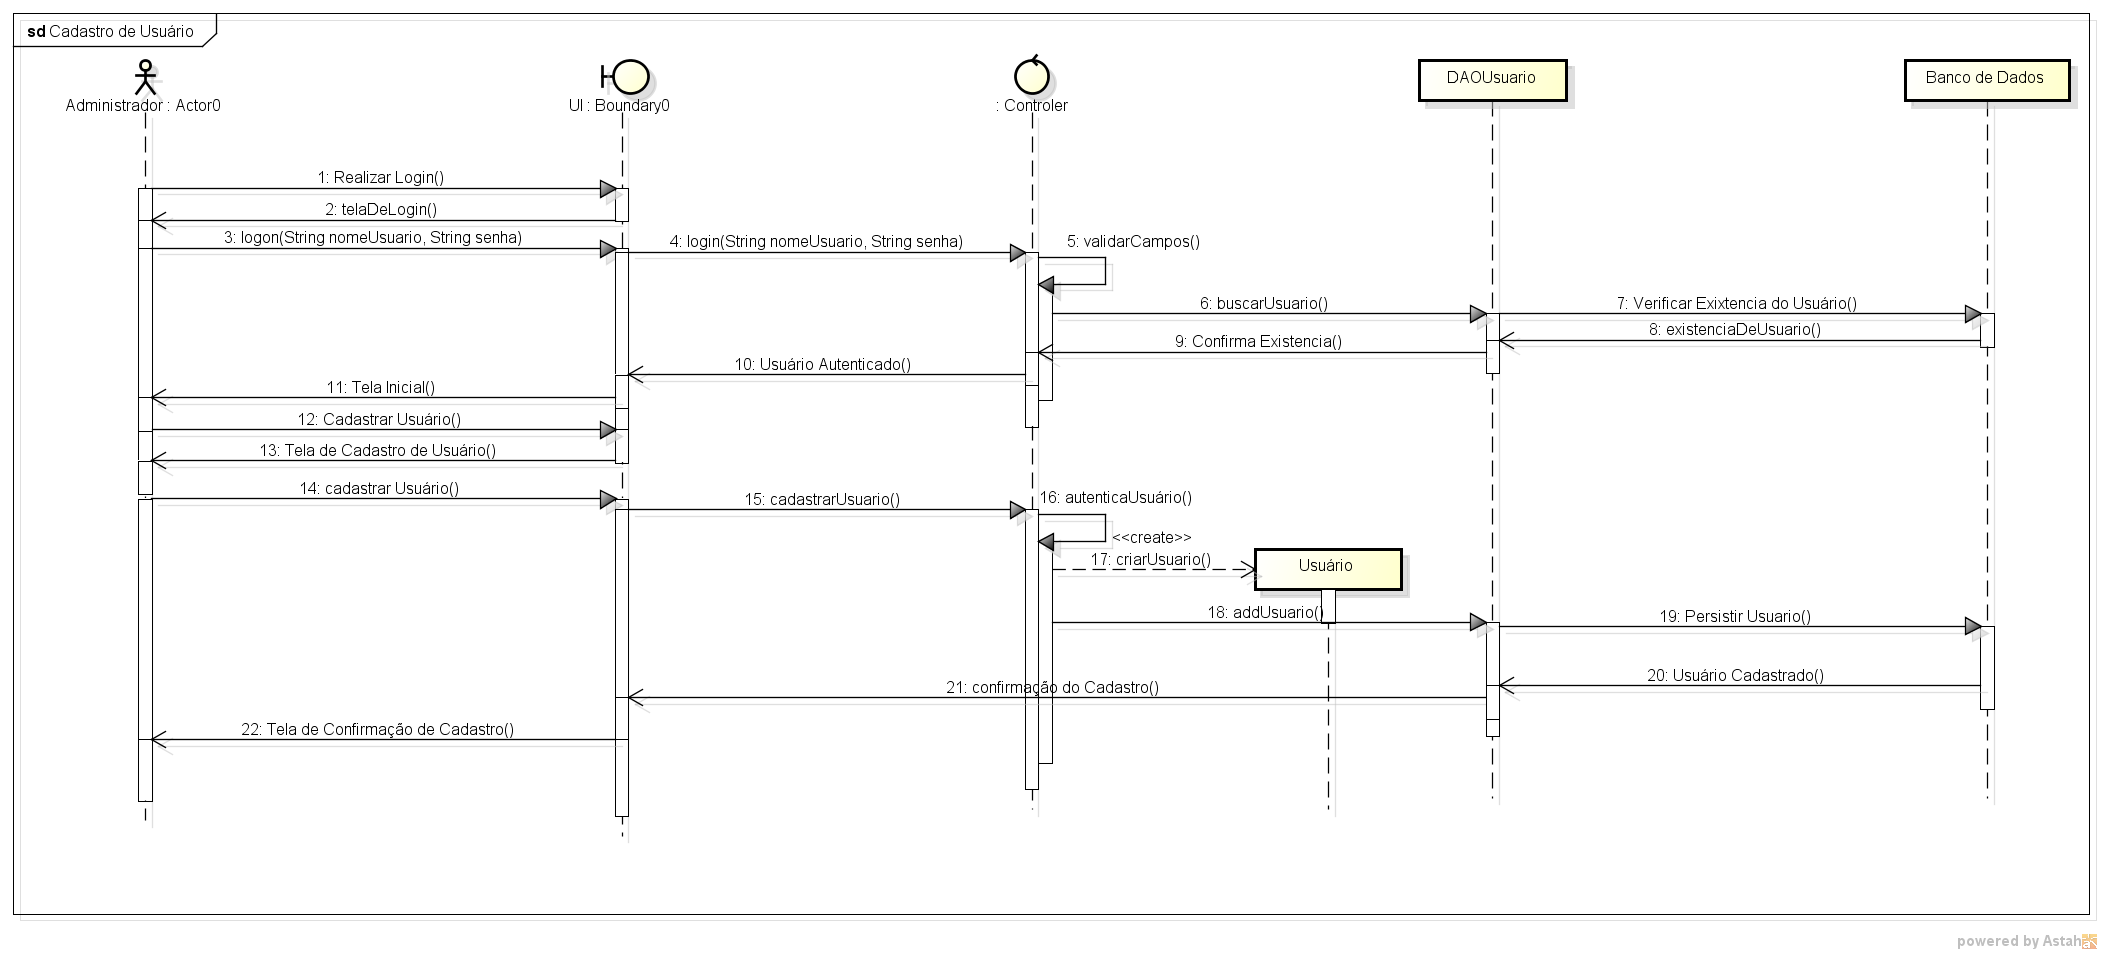 sd Cadastro de Usuário
Administrador : Actor0
UI : Boundary0
: Controler
DAOUsuario
Banco de Dados
1: Realizar Login()
2: telaDeLogin()
3: logon(String nomeUsuario, String senha)
4: login(String nomeUsuario, String senha)
5: validarCampos()
6: buscarUsuario()
7: Verificar Exixtencia do Usuário()
8: existenciaDeUsuario()
9: Confirma Existencia()
10: Usuário Autenticado()
11: Tela Inicial()
12: Cadastrar Usuário()
13: Tela de Cadastro de Usuário()
14: cadastrar Usuário()
15: cadastrarUsuario()
16: autenticaUsuário()
<<create>>
17: criarUsuario()
Usuário
18: addUsuario()
19: Persistir Usuario()
20: Usuário Cadastrado()
21: confirmação do Cadastro()
22: Tela de Confirmação de Cadastro()
powered by Astah